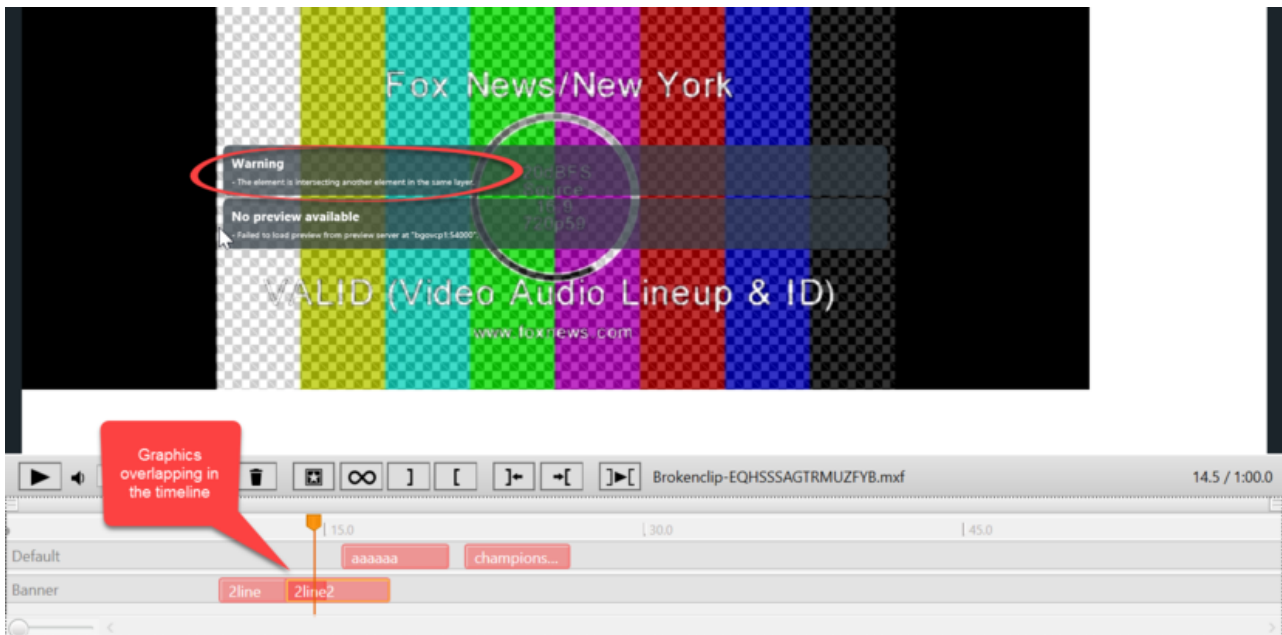 Fox News/New York
Warning
- The element is intersecting another element in the same layer.
720p59
No preview available
- Failed to load preview from preview server at "bgovcp1:54000".
VALID (Video Audio Lineup & ID)
www.foxnews.com
Graphics
overlapping in
the timeline
Brokenclip-EQHSSSAGTRMUZFYB.mxf
14.5 / 1:00.0
15.0
30.0
45.0
Default
aaaaaa
champions...
Banner
2line
2line2